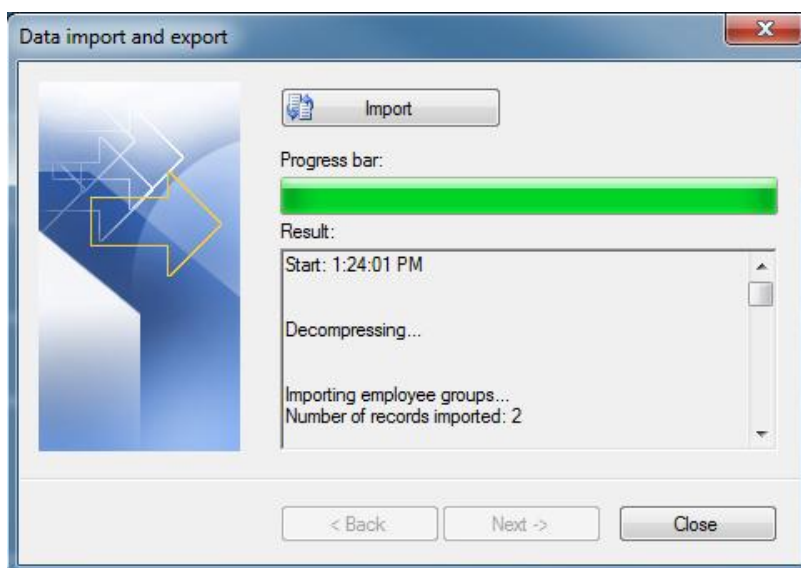 Data import and export
Import
Progress bar:
Result:
Start: 1:24:01 PM
Decompressing...
Importing employee groups...
Number of records imported: 2
< Back
Next ->
Close